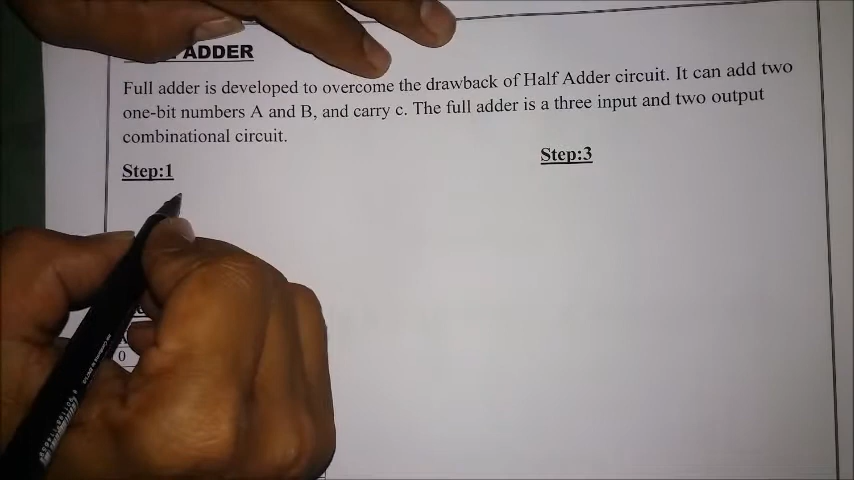 ADDER
Full adder is developed to overcome the drawback of Half Adder circuit. It can add two
one-bit numbers A and B, and carry c. The full adder is a three input and two output
combinational circuit.
Step:1
Step:3
0